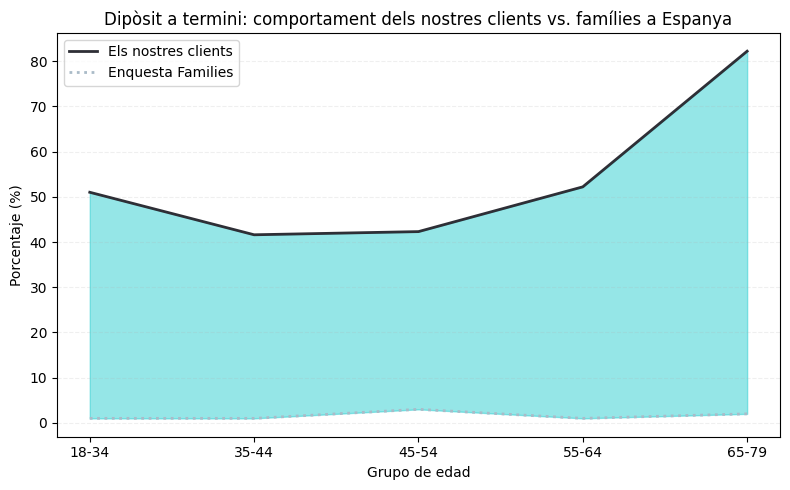 Dipòsit a termini: comportament dels nostres clients vs. famílies a Espanya
Els nostres clients
Enquesta Families
Porcentaje (%)
80
70
60
50
40
30
20
10
0
18-34
35-44
45-54
55-64
65-79
Grupo de edad